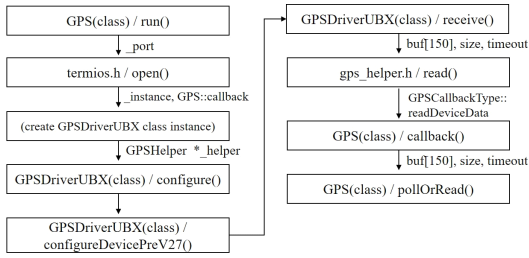 GPS(class) / run()
_port
termios.h / open()
_instance, GPS::callback
(create GPSDriverUBX class instance)
GPSHelper *_helper
GPSDriverUBX(class) / configure()
GPSDriverUBX(class) /
configureDevicePreV27()
GPSDriverUBX(class) / receive()
buf[150], size, timeout
gps_helper.h / read()
GPSCallbackType::
readDeviceData
GPS(class) / callback()
buf[150], size, timeout
GPS(class) / pollOrRead()